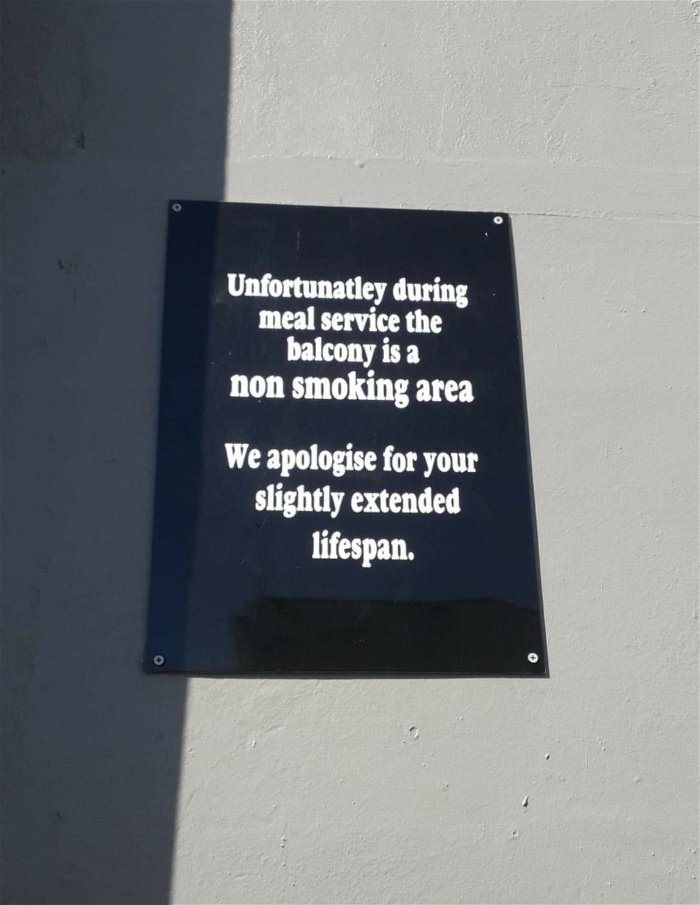 Unfortunatley during
meal service the
balcony is a
non smoking area
We apologise for your
slightly extended
lifespan.